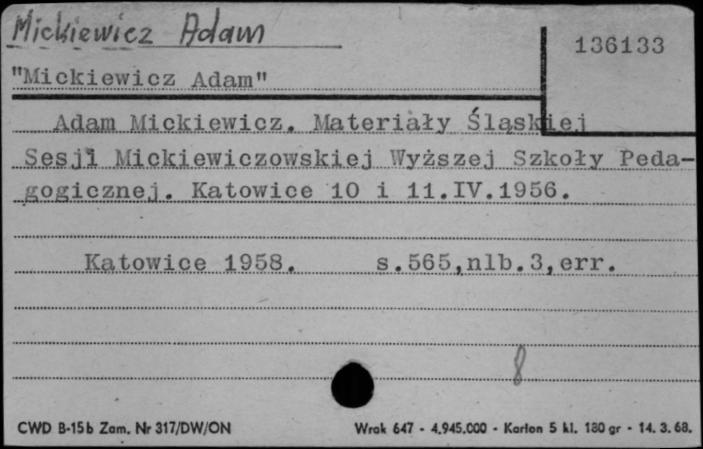 Mickiewicz Adam
136133
"Mickiewicz Adam"
Adam Mickiewicz. Materiały Śląskiej
Sesji Mickiewiczowskiej Wyższej Szkoły Peda-
gogicznej. Katowice 10 i 11.IV.1956.
Katowice 1958. s.565,nlb.3,err.
8
CWD B-15b Zam. Nr 317/DW/ON Wrak 647 - 4.945.000 - Karton 5 kl. 180 gr - 14. 3. 68.